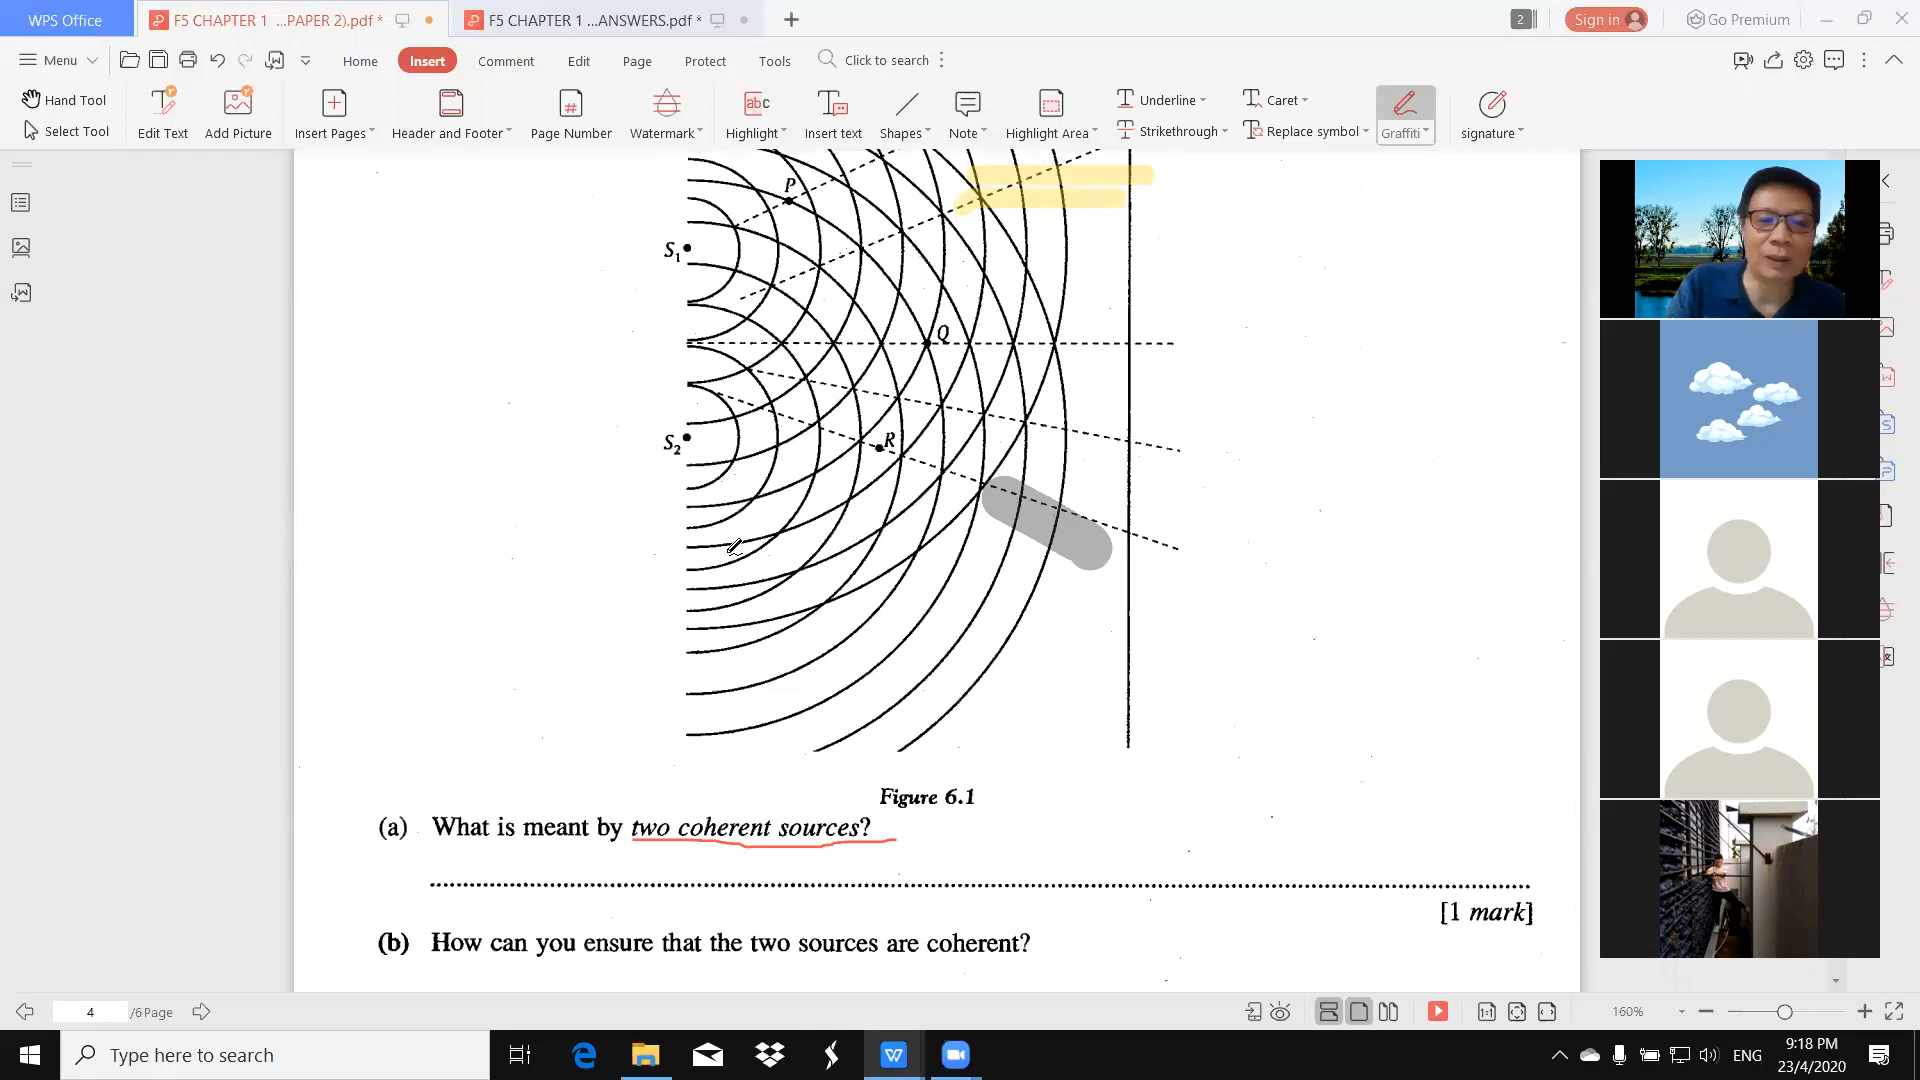 WPS Office
F5 CHAPTER 1 ...PAPER 2).pdf *
F5 CHAPTER 1 ...ANSWERS.pdf *
2
Sign in
Go Premium
Menu
Home
Insert
Comment
Edit
Page
Protect
Tools
Click to search
Hand Tool
Select Tool
Edit Text
Add Picture
Insert Pages
Header and Footer
Page Number
Watermark
Highlight
Insert text
Shapes
Note
Highlight Area
Underline
Strikethrough
Caret
Replace symbol
Graffiti
signature
P
S₁
Q
S₂
R
Figure 6.1
(a) What is meant by two coherent sources?
[1 mark]
(b) How can you ensure that the two sources are coherent?
4
/6Page
160%
Type here to search
ENG
9:18 PM
23/4/2020